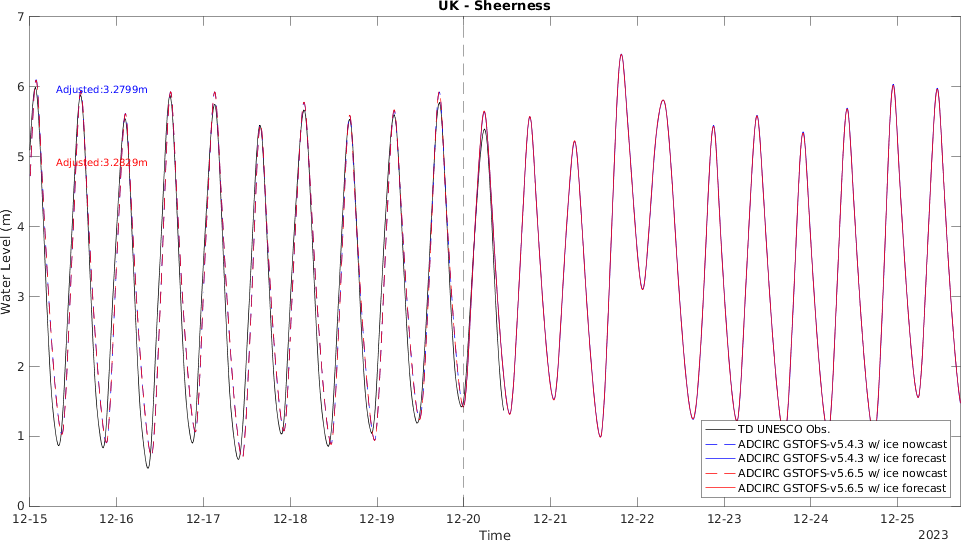 UK - Sheerness
7
6
5
4
3
2
1
0
Water Level (m)
Adjusted:3.2799m
Adjusted:3.2829m
TD UNESCO Obs.
ADCIRC GSTOFS-v5.4.3 w/ ice nowcast
ADCIRC GSTOFS-v5.4.3 w/ ice forecast
ADCIRC GSTOFS-v5.6.5 w/ ice nowcast
ADCIRC GSTOFS-v5.6.5 w/ ice forecast
12-15 12-16 12-17 12-18 12-19 12-20 12-21 12-22 12-23 12-24 12-25
Time
2023